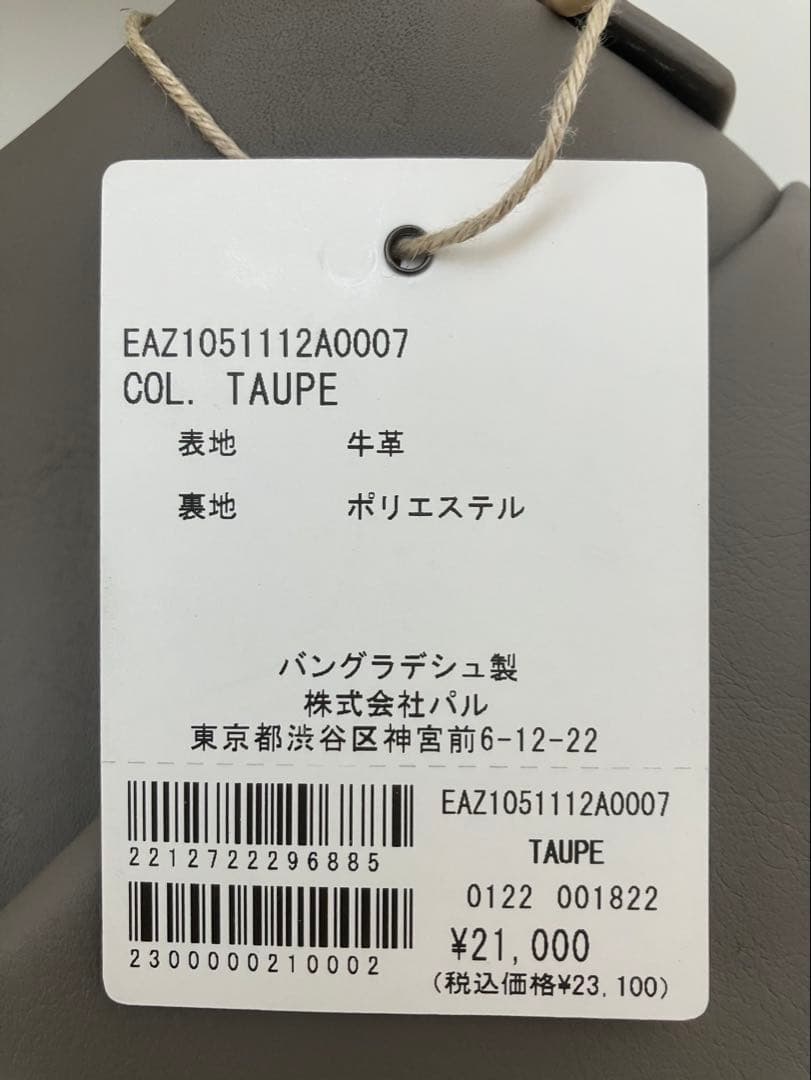 EAZ1051112A0007
COL. TAUPE
表地 牛革
裏地 ポリエステル
バングラデシュ製
株式会社パル
東京都渋谷区神宮前6-12-22
2212722296885
2300000210002
EAZ1051112A0007
TAUPE
0122 001822
¥21,000
(税込価格¥23,100)